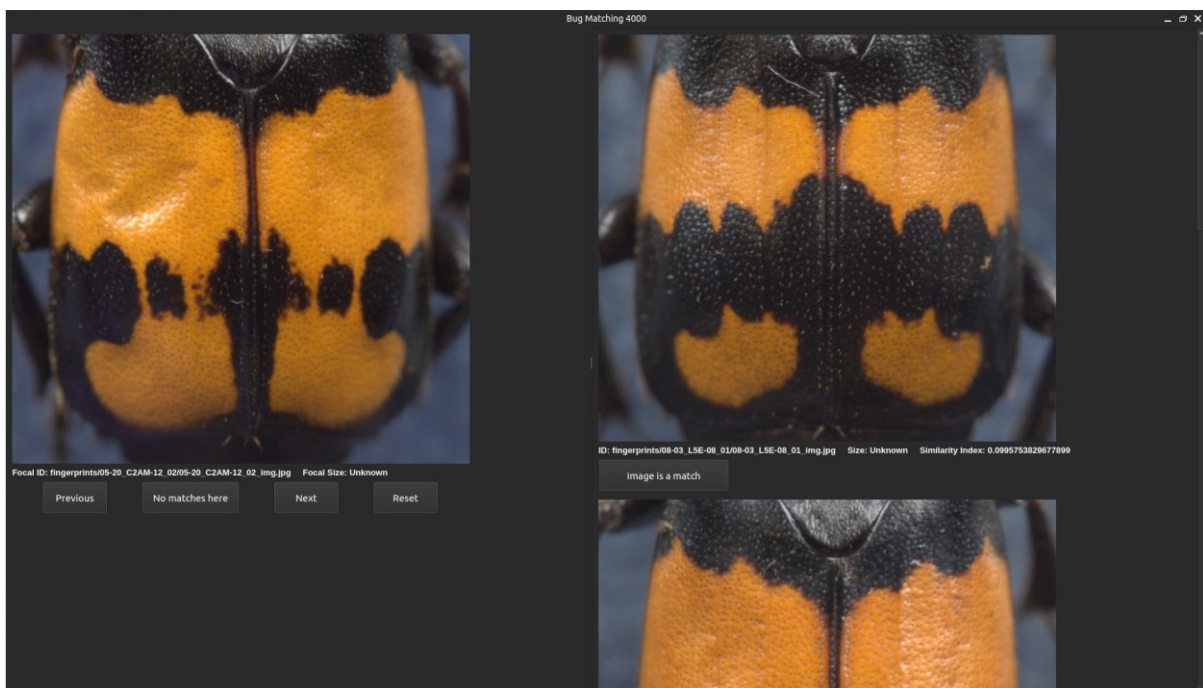 Bug Matching 4000
Focal ID: fingerprints/05-20_C2AM-12_02/05-20_C2AM-12_02_img.jpg Focal Size: Unknown
Previous No matches here Next Reset
ID: fingerprints/08-03_L5E-08_01/08-03_L5E-08_01_img.jpg Size: Unknown Similarity Index: 0.0995753829677899
Image is a match